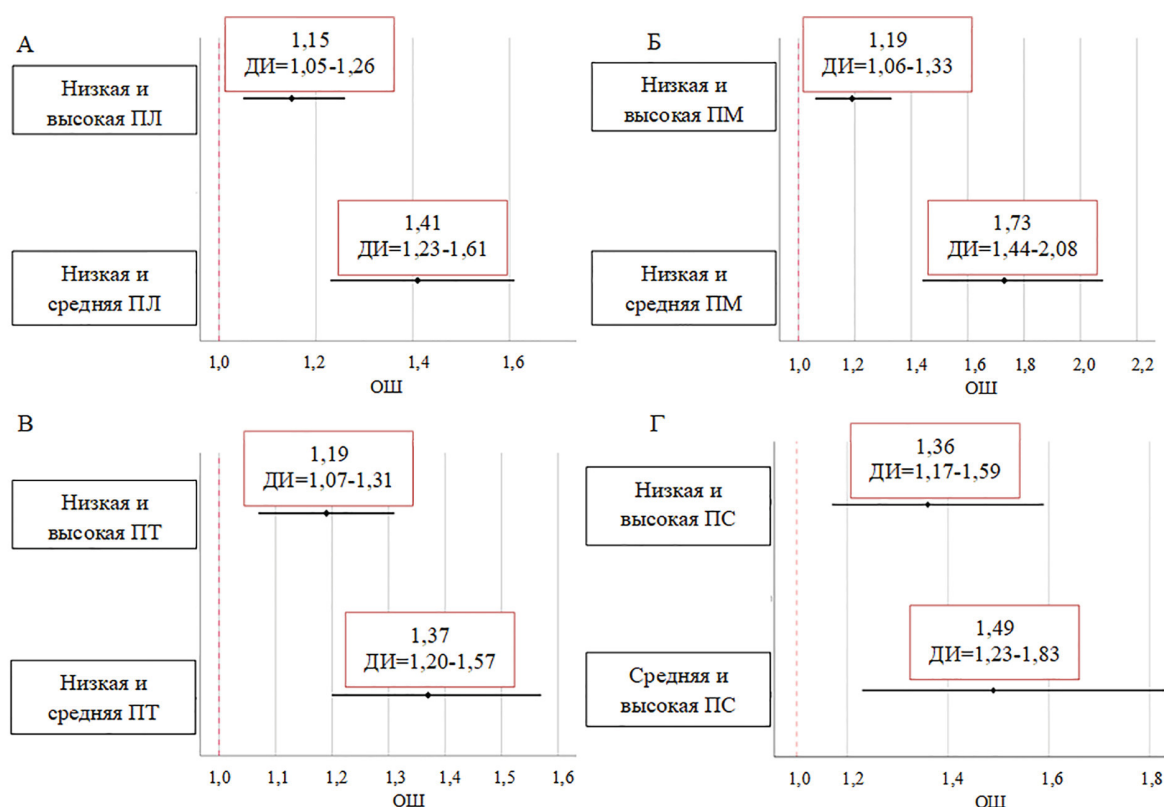 А
1,15
ДИ=1,05-1,26
Низкая и
высокая ПЛ
1,41
ДИ=1,23-1,61
Низкая и
средняя ПЛ
1,0 1,2 1,4 1,6
ОШ
Б
1,19
ДИ=1,06-1,33
Низкая и
высокая ПМ
1,73
ДИ=1,44-2,08
Низкая и
средняя ПМ
1,0 1,2 1,4 1,6 1,8 2,0 2,2
ОШ
В
1,19
ДИ=1,07-1,31
Низкая и
высокая ПТ
1,37
ДИ=1,20-1,57
Низкая и
средняя ПТ
1,0 1,1 1,2 1,3 1,4 1,5 1,6
ОШ
Г
1,36
ДИ=1,17-1,59
Низкая и
высокая ПС
1,49
ДИ=1,23-1,83
Средняя и
высокая ПС
1,0 1,2 1,4 1,6 1,8
ОШ